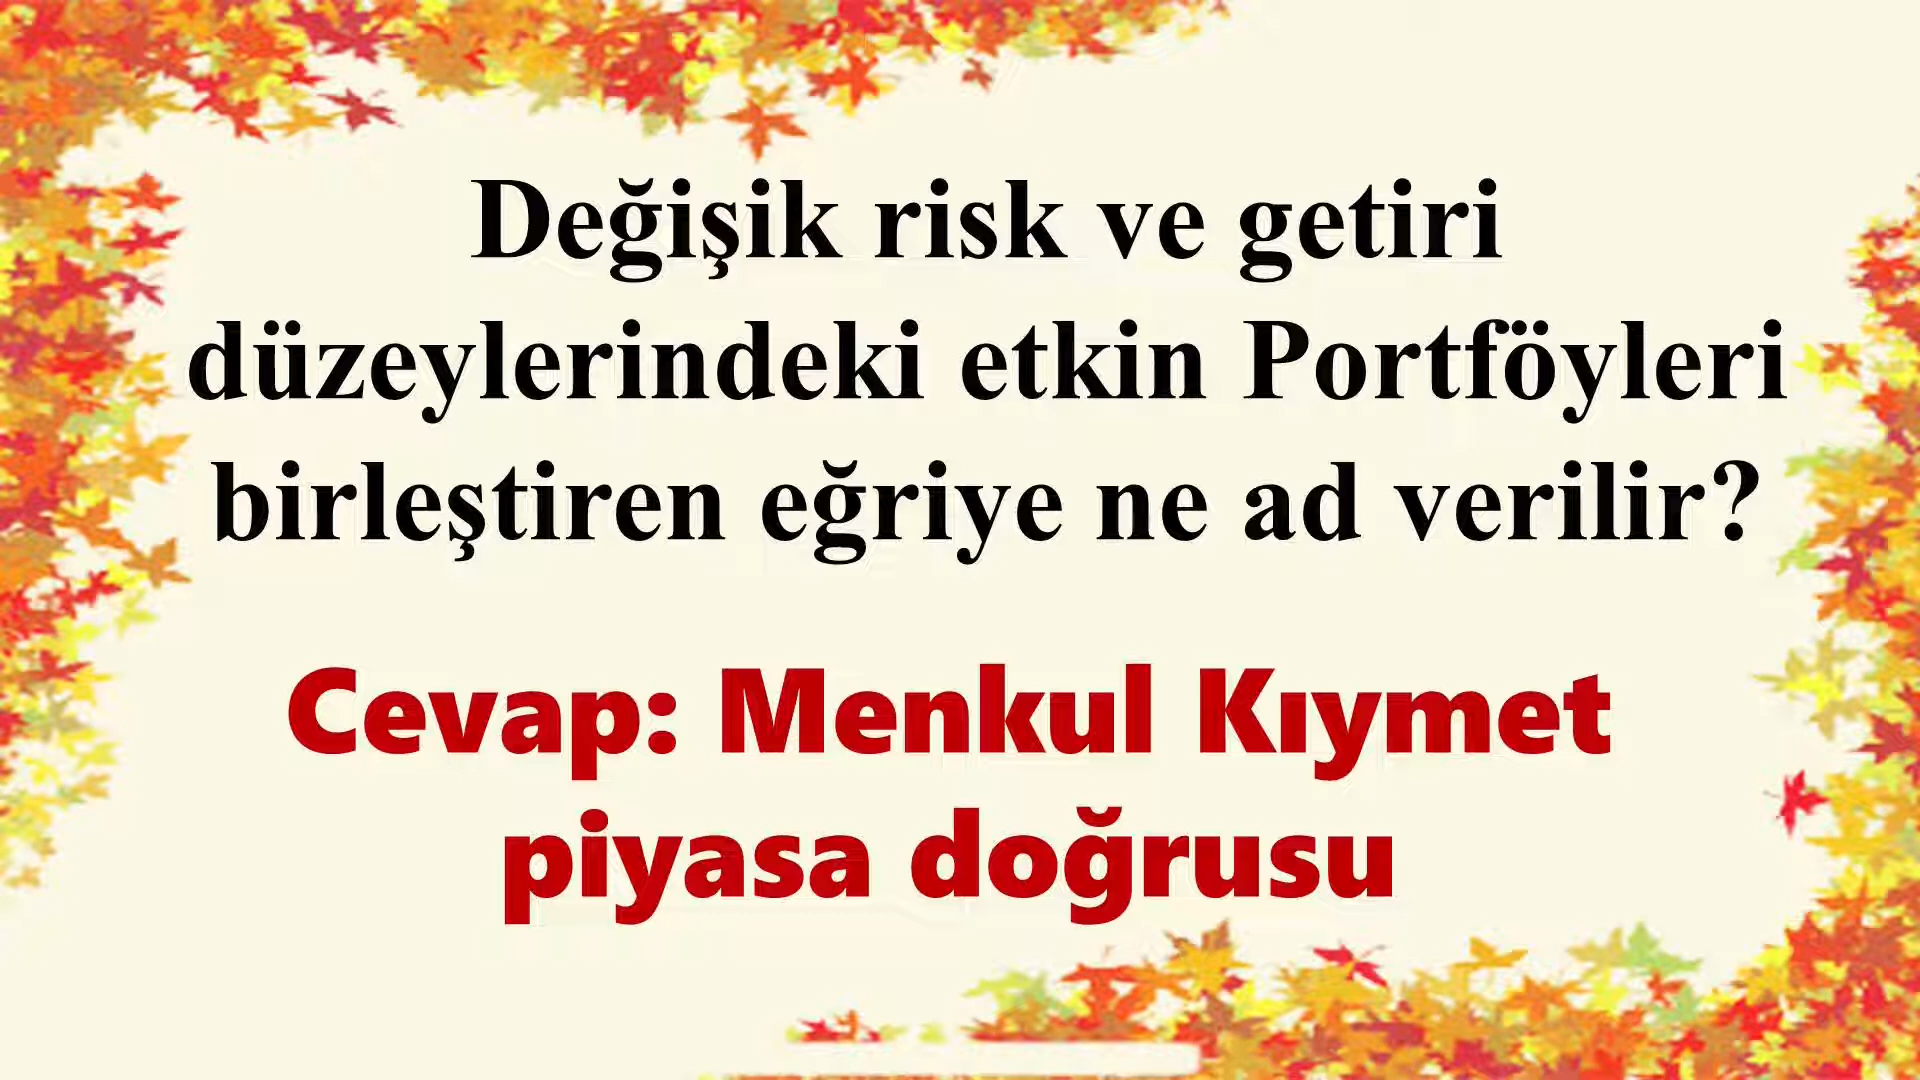 Değişik risk ve getiri
düzeylerindeki etkin Portföyleri
birleştiren eğriye ne ad verilir?
Cevap: Menkul Kıymet
piyasa doğrusu